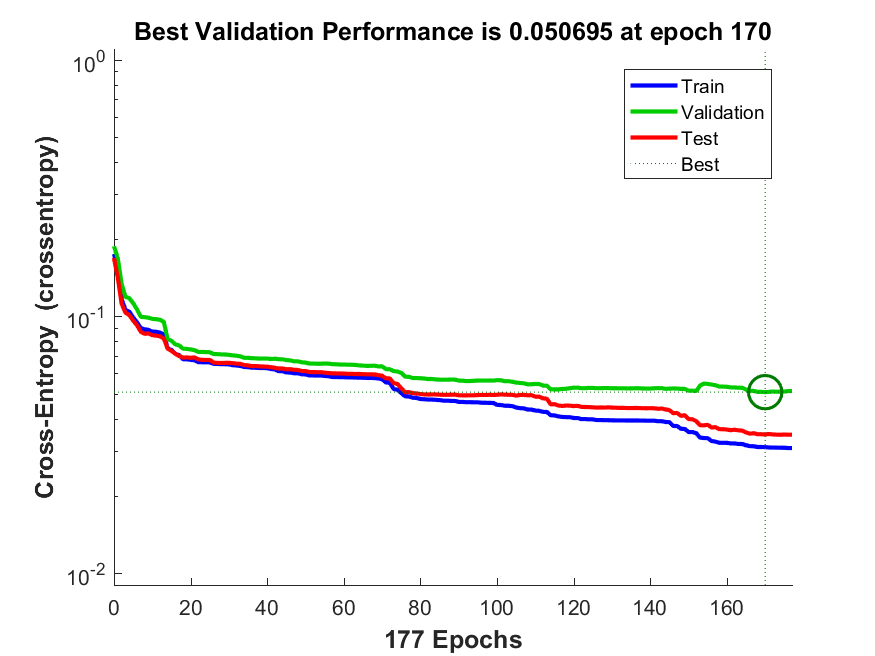 Best Validation Performance is 0.050695 at epoch 170
Cross-Entropy (crossentropy)
10^0
10^-1
10^-2
Train
Validation
Test
Best
0 20 40 60 80 100 120 140 160
177 Epochs